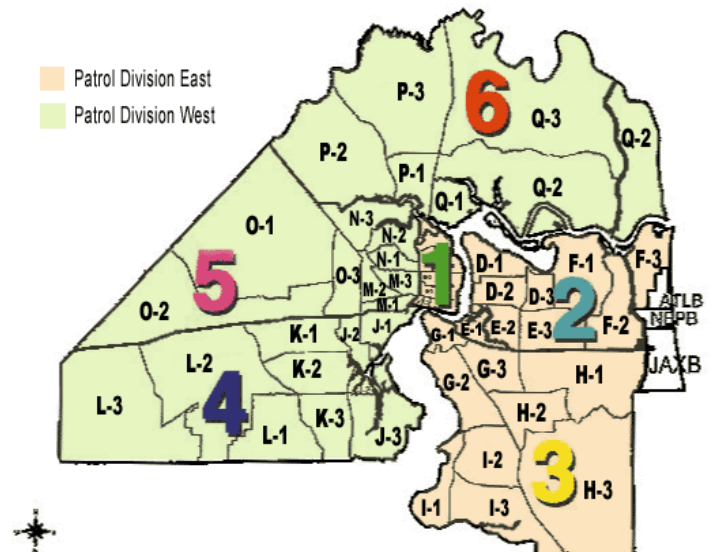 Patrol Division East
Patrol Division West
P-3
6
Q-3
Q-2
P-2
P-1
Q-1
Q-2
N-3
O-1
N-2
N-1
O-3
M-3
M-2
M-1
1
D-1
F-1
F-3
D-2
D-3
2
F-2
ATLB
NEPB
JAXB
5
O-2
K-1
J-2
J-1
G-1
E-1
E-2
E-3
L-2
K-2
G-2
G-3
H-1
L-3
4
L-1
K-3
J-3
H-2
I-2
3
H-3
I-1
I-3